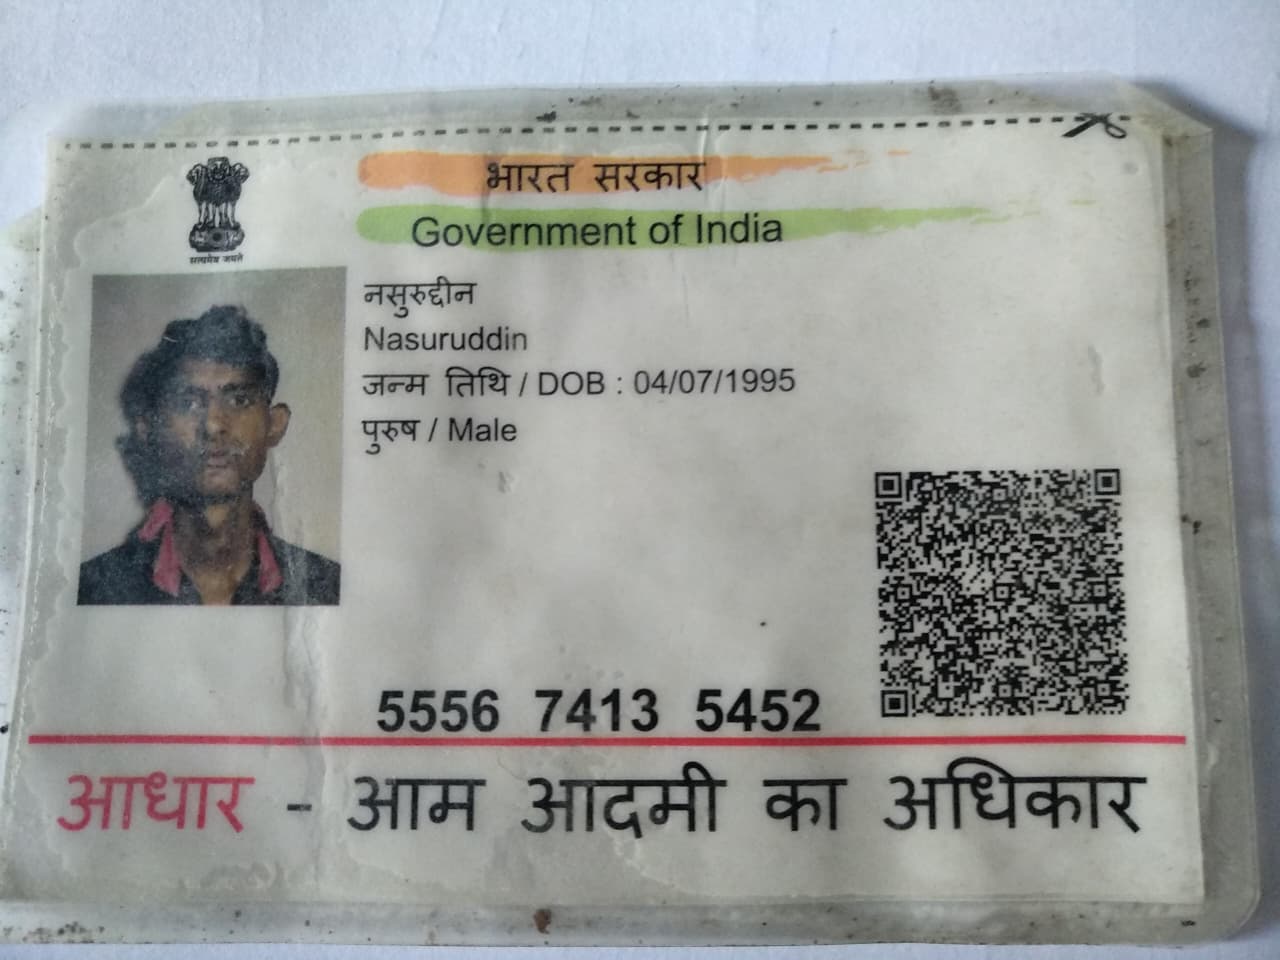 भारत सरकार
Government of India
सत्यमेव जयते
नसुरुद्दीन
Nasuruddin
जन्म तिथि / DOB : 04/07/1995
पुरुष / Male
5556 7413 5452
आधार - आम आदमी का अधिकार